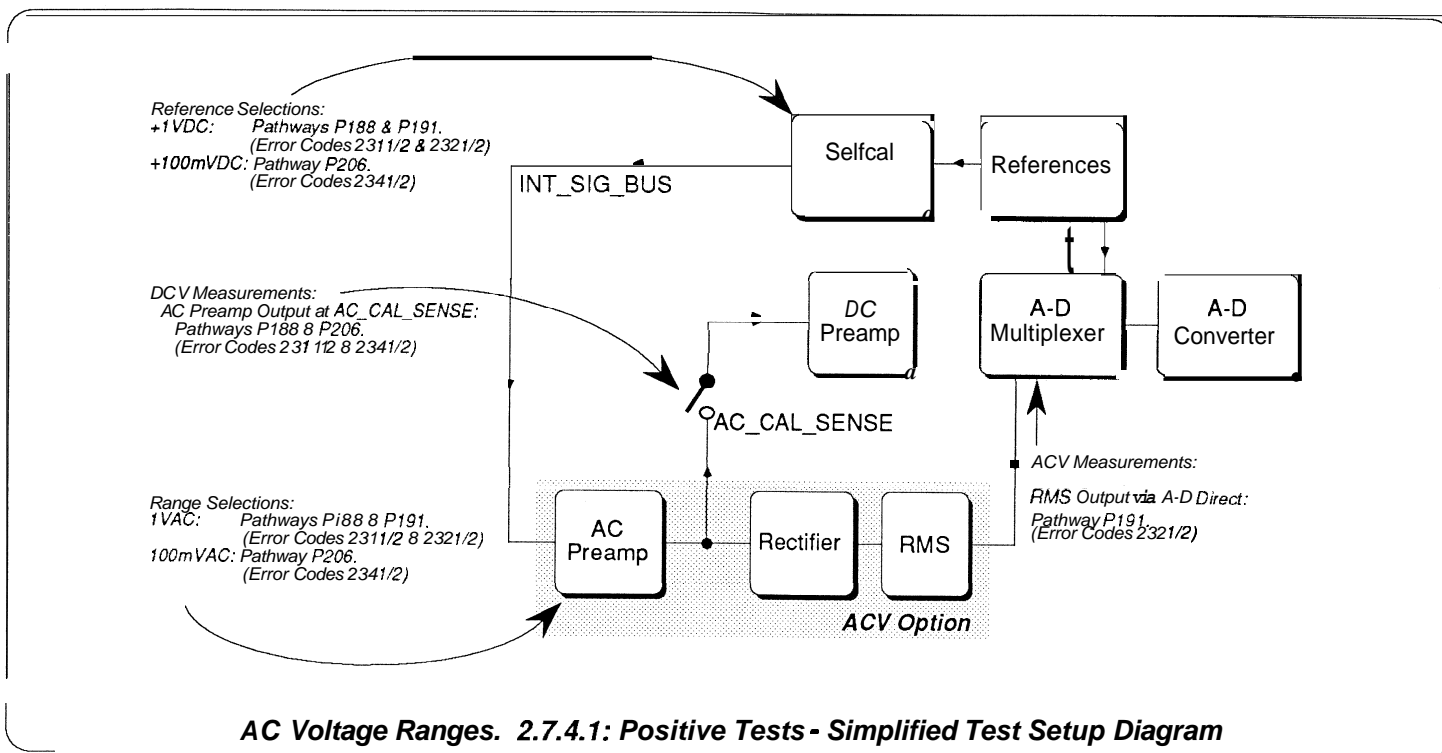 Reference Selections:
+1VDC: Pathways P188 & P191.
(Error Codes 2311/2 & 2321/2)
+100mVDC: Pathway P206.
(Error Codes 2341/2)
Selfcal
References
INT_SIG_BUS
DCV Measurements:
AC Preamp Output at AC_CAL_SENSE:
Pathways P188 8 P206.
(Error Codes 231 112 8 2341/2)
DC
Preamp
A-D
Multiplexer
A-D
Converter
AC_CAL_SENSE
ACV Measurements:
RMS Output via A-D Direct:
Pathway P191.
(Error Codes 2321/2)
Range Selections:
1VAC: Pathways Pi88 8 P191.
(Error Codes 2311/2 8 2321/2)
100mVAC: Pathway P206.
(Error Codes 2341/2)
AC
Preamp
Rectifier
RMS
ACV Option
AC Voltage Ranges. 2.7.4.1: Positive Tests - Simplified Test Setup Diagram